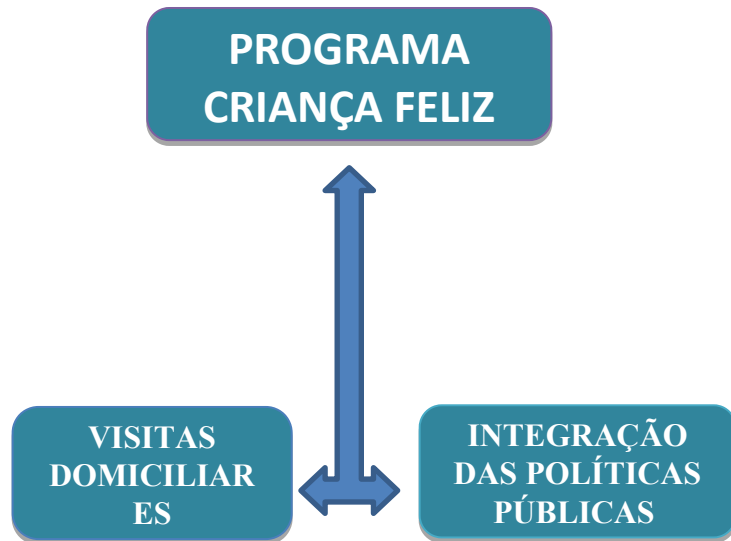 PROGRAMA
CRIANÇA FELIZ
VISITAS
DOMICILIAR
ES
INTEGRAÇÃO
DAS POLÍTICAS
PÚBLICAS